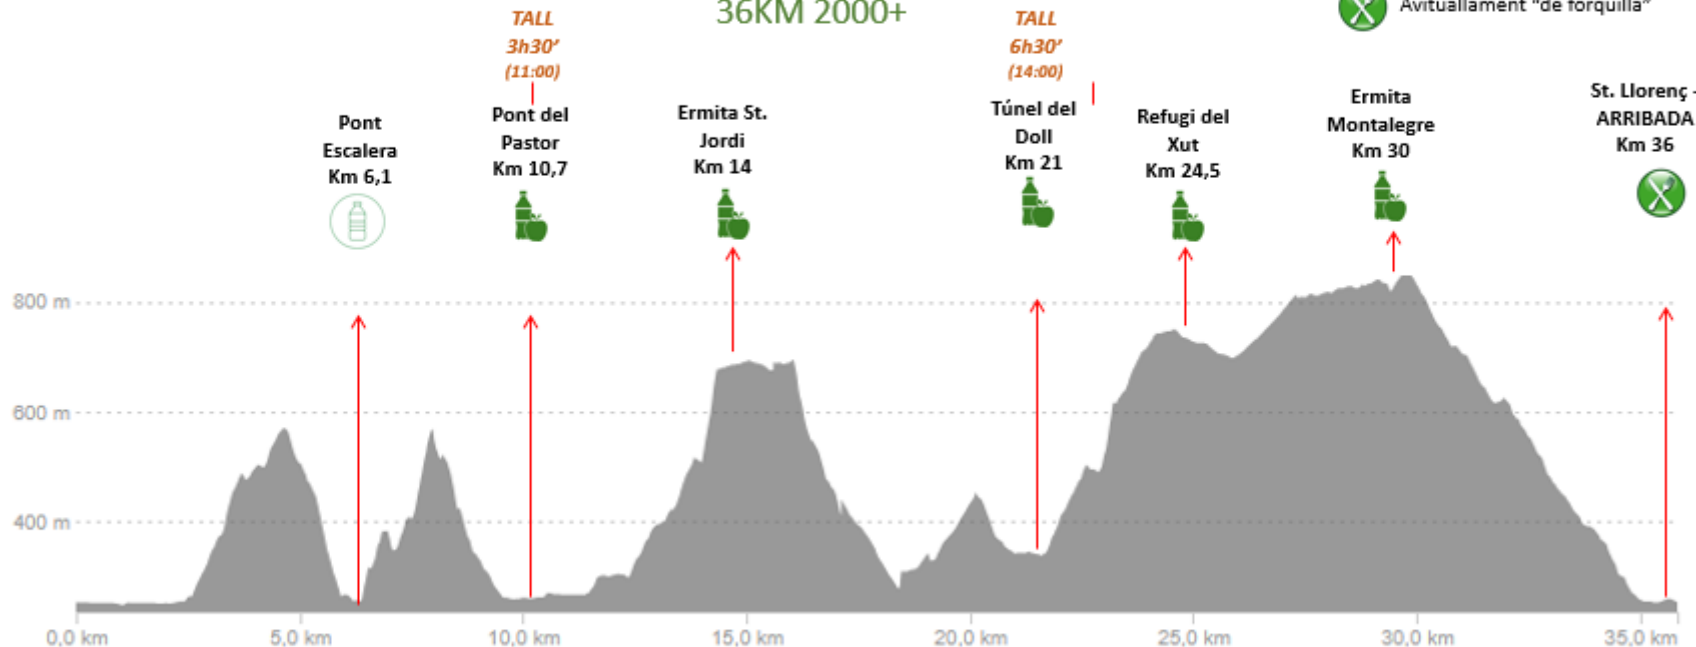 36KM 2000+
Avituallament "de forquilla"
TALL
3h30'
(11:00)
TALL
6h30'
(14:00)
Pont
Escalera
Km 6,1
Pont del
Pastor
Km 10,7
Ermita St.
Jordi
Km 14
Túnel del
Doll
Km 21
Refugi del
Xut
Km 24,5
Ermita
Montalegre
Km 30
St. Llorenç -
ARRIBADA
Km 36
800 m
600 m
400 m
0,0 km
5,0 km
10,0 km
15,0 km
20,0 km
25,0 km
30,0 km
35,0 km